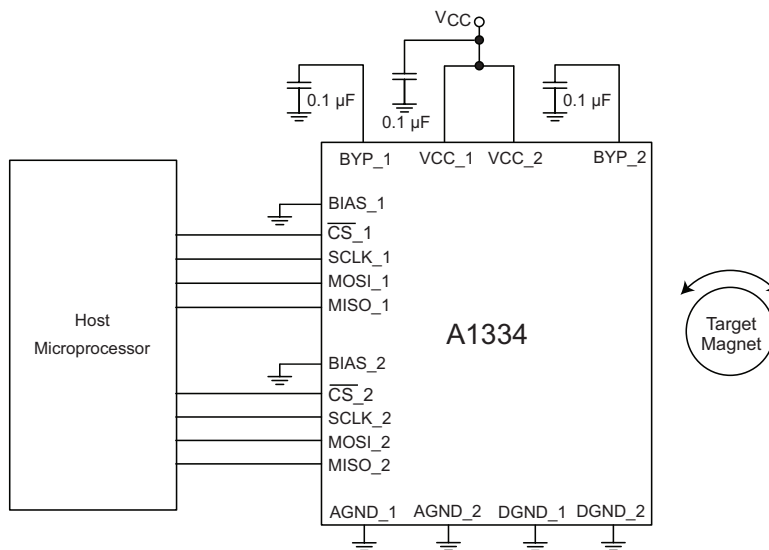 VCC
0.1 µF
0.1 µF
0.1 µF
BYP_1
VCC_1
VCC_2
BYP_2
BIAS_1
CS_1
SCLK_1
MOSI_1
MISO_1
Host
Microprocessor
A1334
Target
Magnet
BIAS_2
CS_2
SCLK_2
MOSI_2
MISO_2
AGND_1
AGND_2
DGND_1
DGND_2